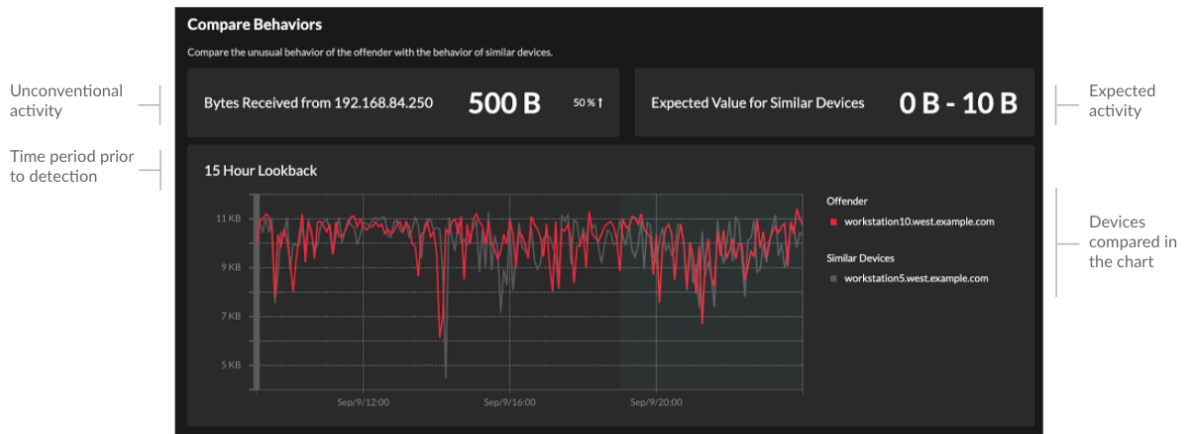 Compare Behaviors
Compare the unusual behavior of the offender with the behavior of similar devices.
Unconventional
activity
Bytes Received from 192.168.84.250
500 B
50 % ↑
Expected Value for Similar Devices
0 B - 10 B
Expected
activity
Time period prior
to detection
15 Hour Lookback
11 KB
9 KB
7 KB
5 KB
Sep/9/12:00
Sep/9/16:00
Sep/9/20:00
Offender
workstation10.west.example.com
Similar Devices
workstation5.west.example.com
Devices
compared in
the chart